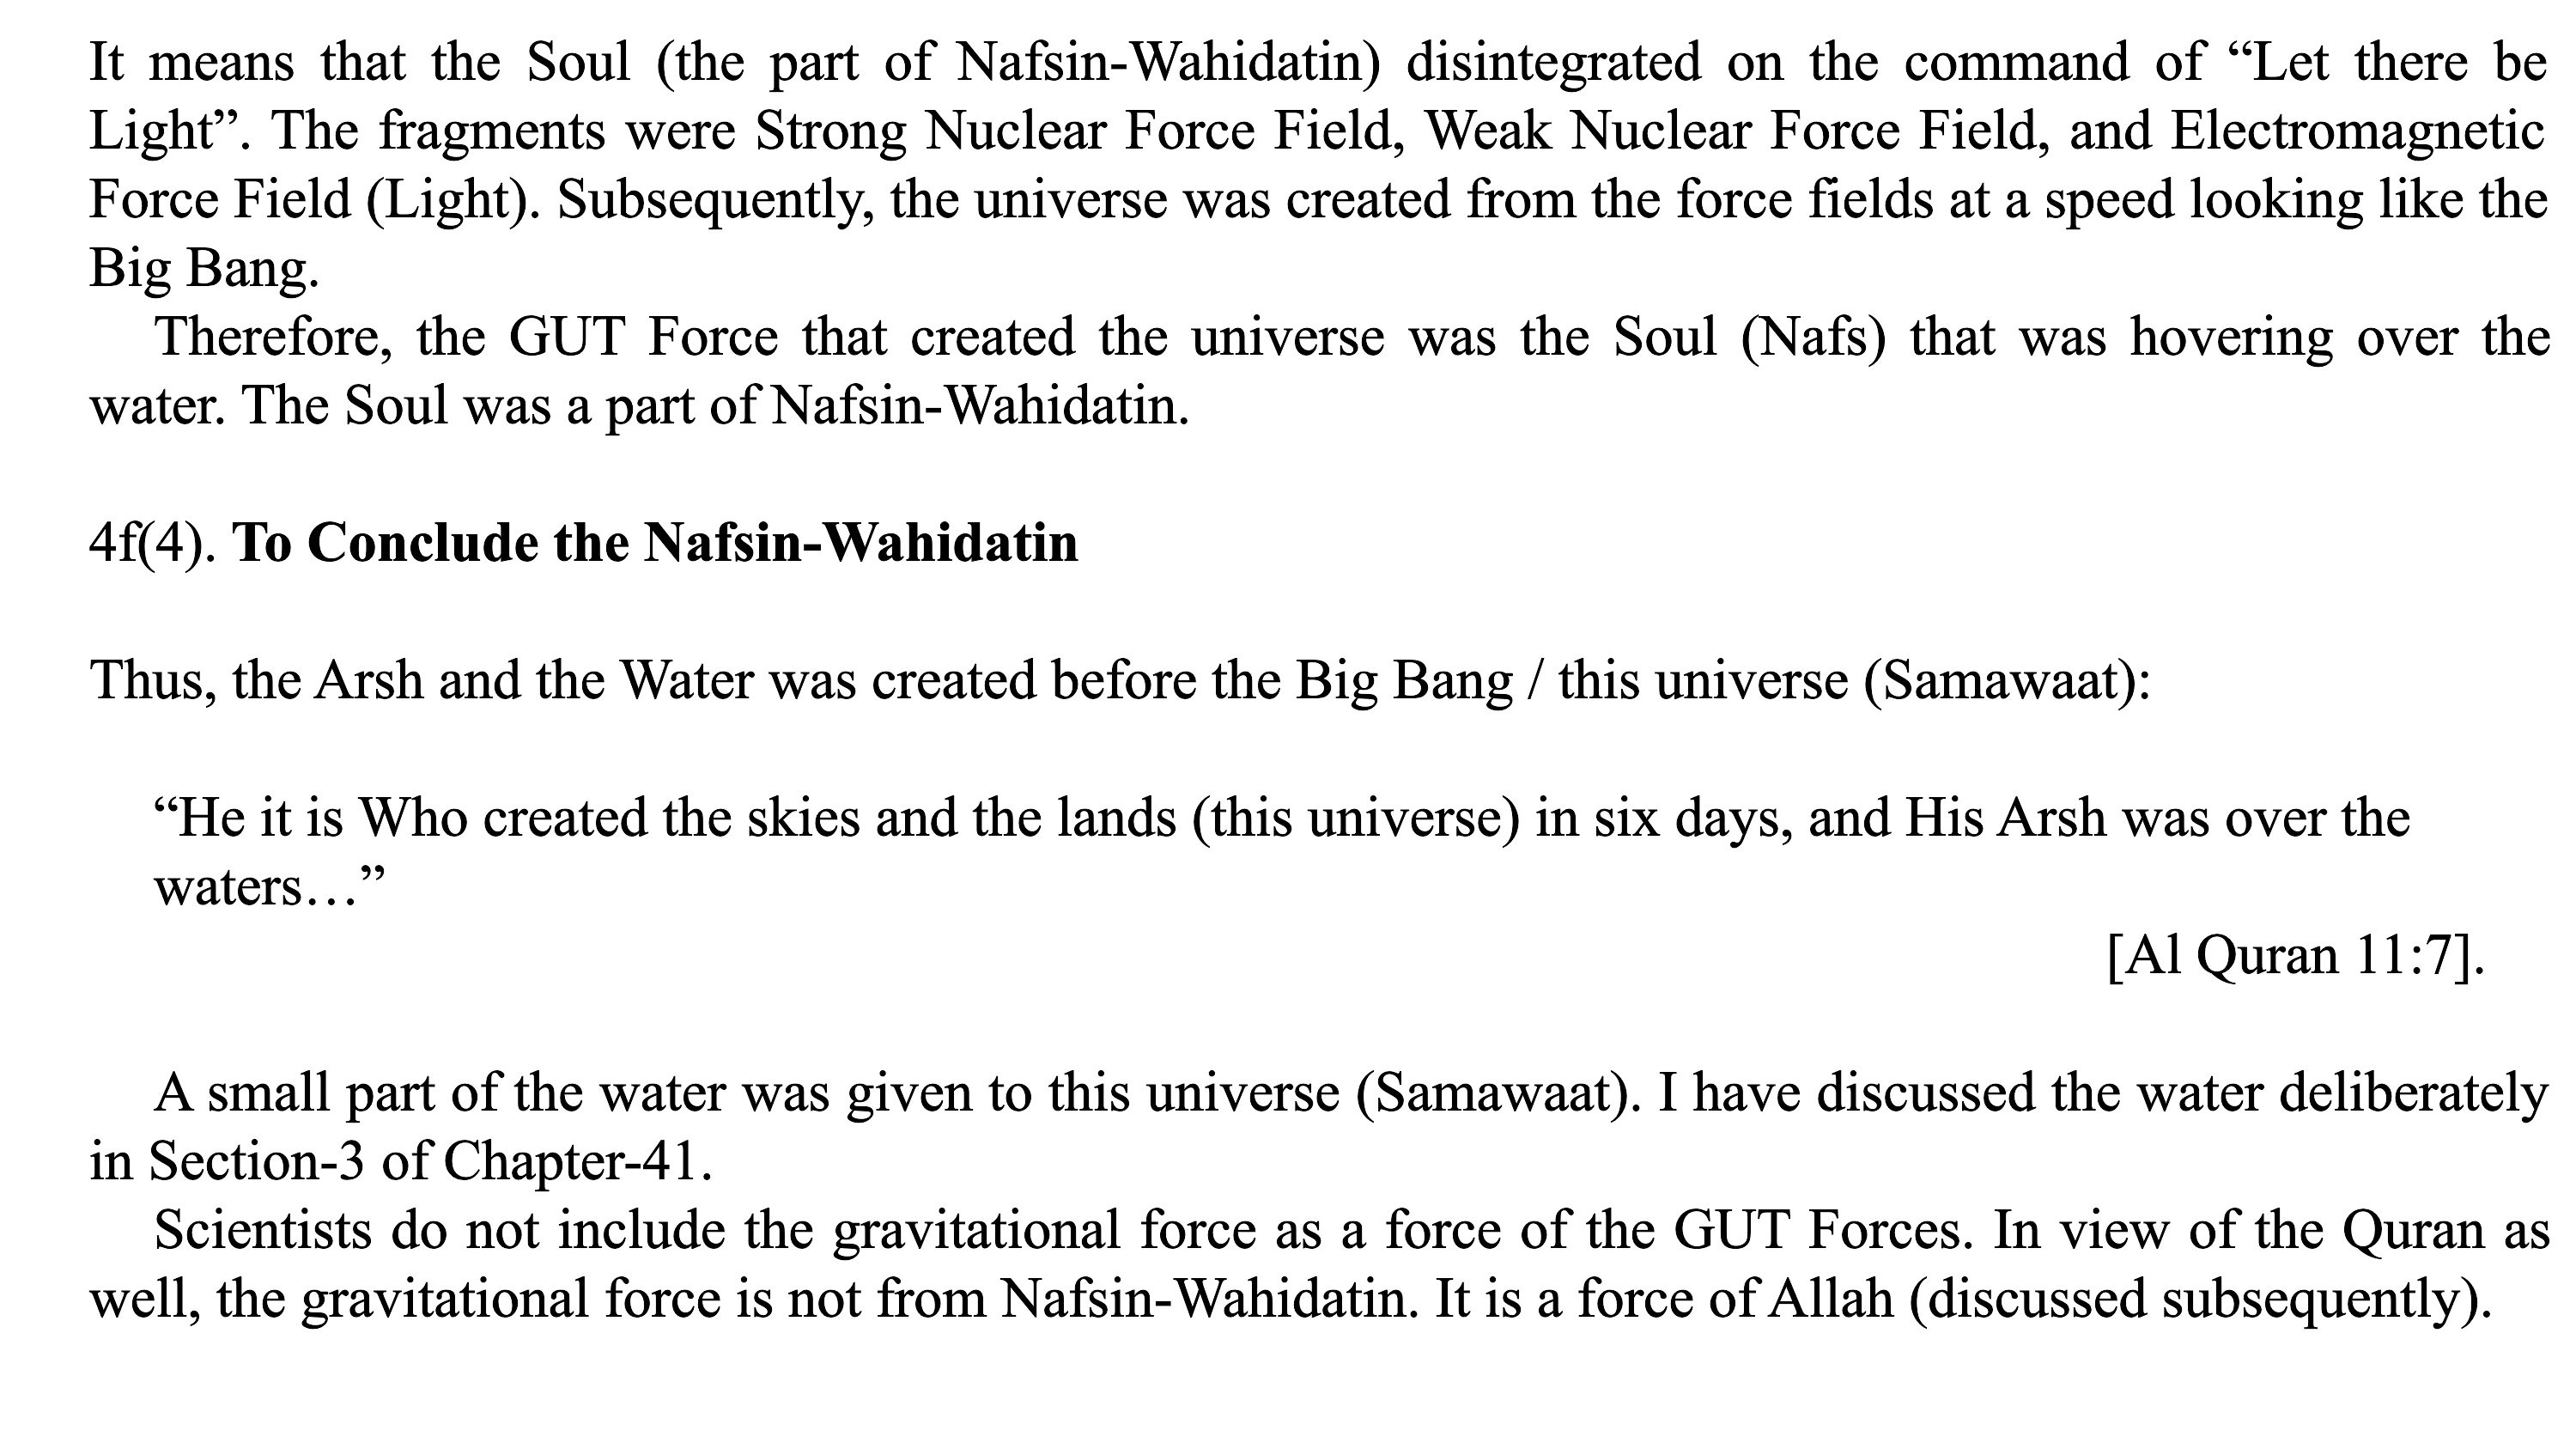 It means that the Soul (the part of Nafsin-Wahidatin) disintegrated on the command of “Let there be
Light”. The fragments were Strong Nuclear Force Field, Weak Nuclear Force Field, and Electromagnetic
Force Field (Light). Subsequently, the universe was created from the force fields at a speed looking like the
Big Bang.
Therefore, the GUT Force that created the universe was the Soul (Nafs) that was hovering over the
water. The Soul was a part of Nafsin-Wahidatin.
4f(4). To Conclude the Nafsin-Wahidatin
Thus, the Arsh and the Water was created before the Big Bang / this universe (Samawaat):
“He it is Who created the skies and the lands (this universe) in six days, and His Arsh was over the
waters…”
[Al Quran 11:7].
A small part of the water was given to this universe (Samawaat). I have discussed the water deliberately
in Section-3 of Chapter-41.
Scientists do not include the gravitational force as a force of the GUT Forces. In view of the Quran as
well, the gravitational force is not from Nafsin-Wahidatin. It is a force of Allah (discussed subsequently).